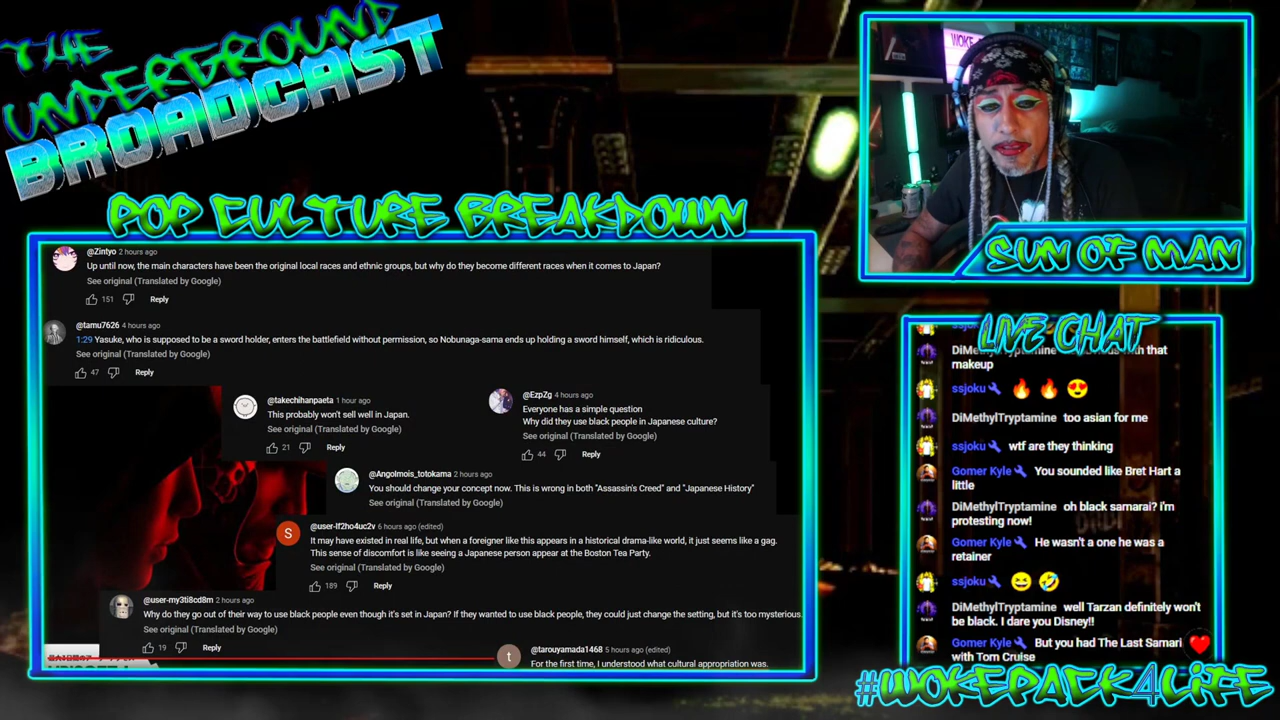 THE
UNDERGROUND
BROADCAST
POP CULTURE BREAKDOWN
@Zintyo 2 hours ago
Up until now, the main characters have been the original local races and ethnic groups, but why do they become different races when it comes to Japan?
See original (Translated by Google)
151 Reply
@tamu7626 4 hours ago
1:29 Yasuke, who is supposed to be a sword holder, enters the battlefield without permission, so Nobunaga-sama ends up holding a sword himself, which is ridiculous.
See original (Translated by Google)
47 Reply
@takechihanpaeta 1 hour ago
This probably won't sell well in Japan.
See original (Translated by Google)
21 Reply
@EzpZg 4 hours ago
Everyone has a simple question
Why did they use black people in Japanese culture?
See original (Translated by Google)
44 Reply
@Angolmois_totokama 2 hours ago
You should change your concept now. This is wrong in both "Assassin's Creed" and "Japanese History"
See original (Translated by Google)
S
@user-lf2ho4uc2v 6 hours ago (edited)
It may have existed in real life, but when a foreigner like this appears in a historical drama-like world, it just seems like a gag.
This sense of discomfort is like seeing a Japanese person appear at the Boston Tea Party.
See original (Translated by Google)
189 Reply
@user-my3ti8cd8m 2 hours ago
Why do they go out of their way to use black people even though it's set in Japan? If they wanted to use black people, they could just change the setting, but it's too mysterious.
See original (Translated by Google)
19 Reply
t
@tarouyamada1468 5 hours ago (edited)
For the first time, I understood what cultural appropriation was.
WOKE
SUN OF MAN
LIVE CHAT
ssjoku
DiMethylTryptamine with that
makeup
ssjoku 🔥 🔥 😍
DiMethylTryptamine too asian for me
ssjoku wtf are they thinking
Gomer Kyle You sounded like Bret Hart a
little
DiMethylTryptamine oh black samarai? i'm
protesting now!
Gomer Kyle He wasn't a one he was a
retainer
ssjoku 😆 🤣
DiMethylTryptamine well Tarzan definitely won't
be black. I dare you Disney!!
Gomer Kyle But you had The Last Samari
with Tom Cruise
#WOKEPACK4LIFE